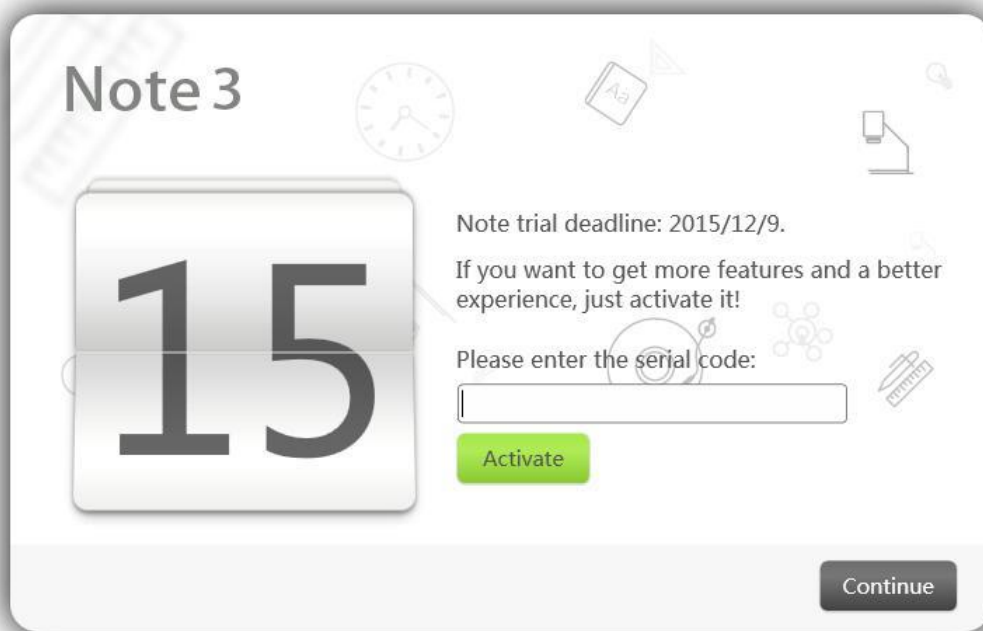 Note 3
Aa
15
Note trial deadline: 2015/12/9.
If you want to get more features and a better
experience, just activate it!
Please enter the serial code:
Activate
Continue